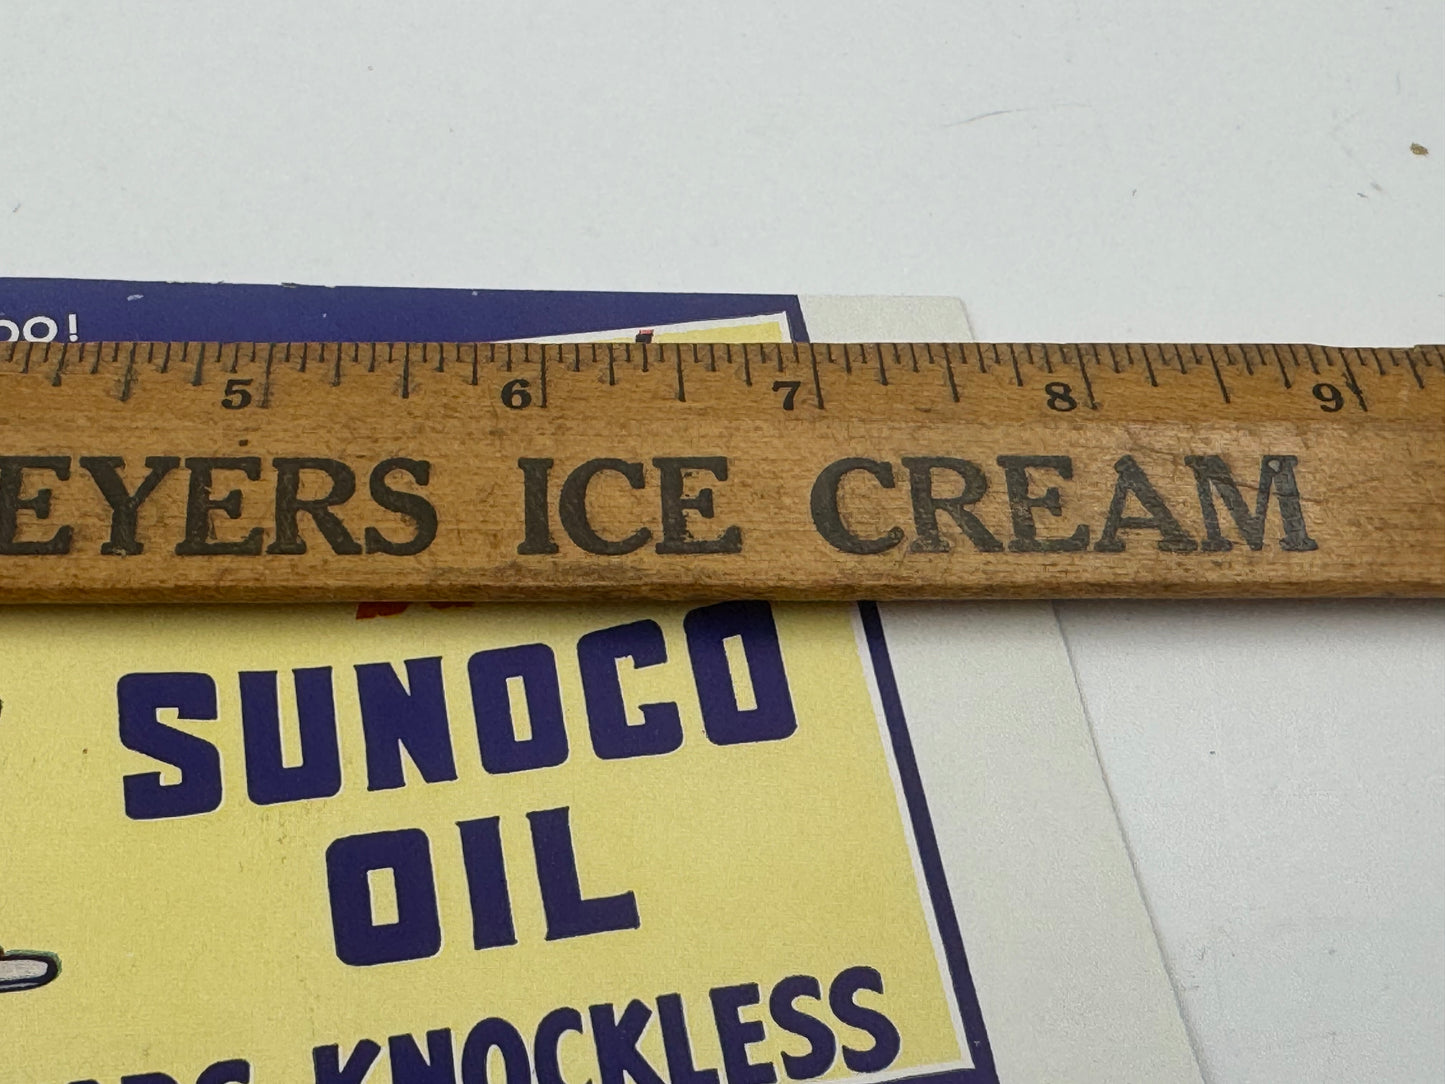 OO!
5 6 7 8 9
EYERS ICE CREAM
SUNOCO
OIL
KNOCKLESS